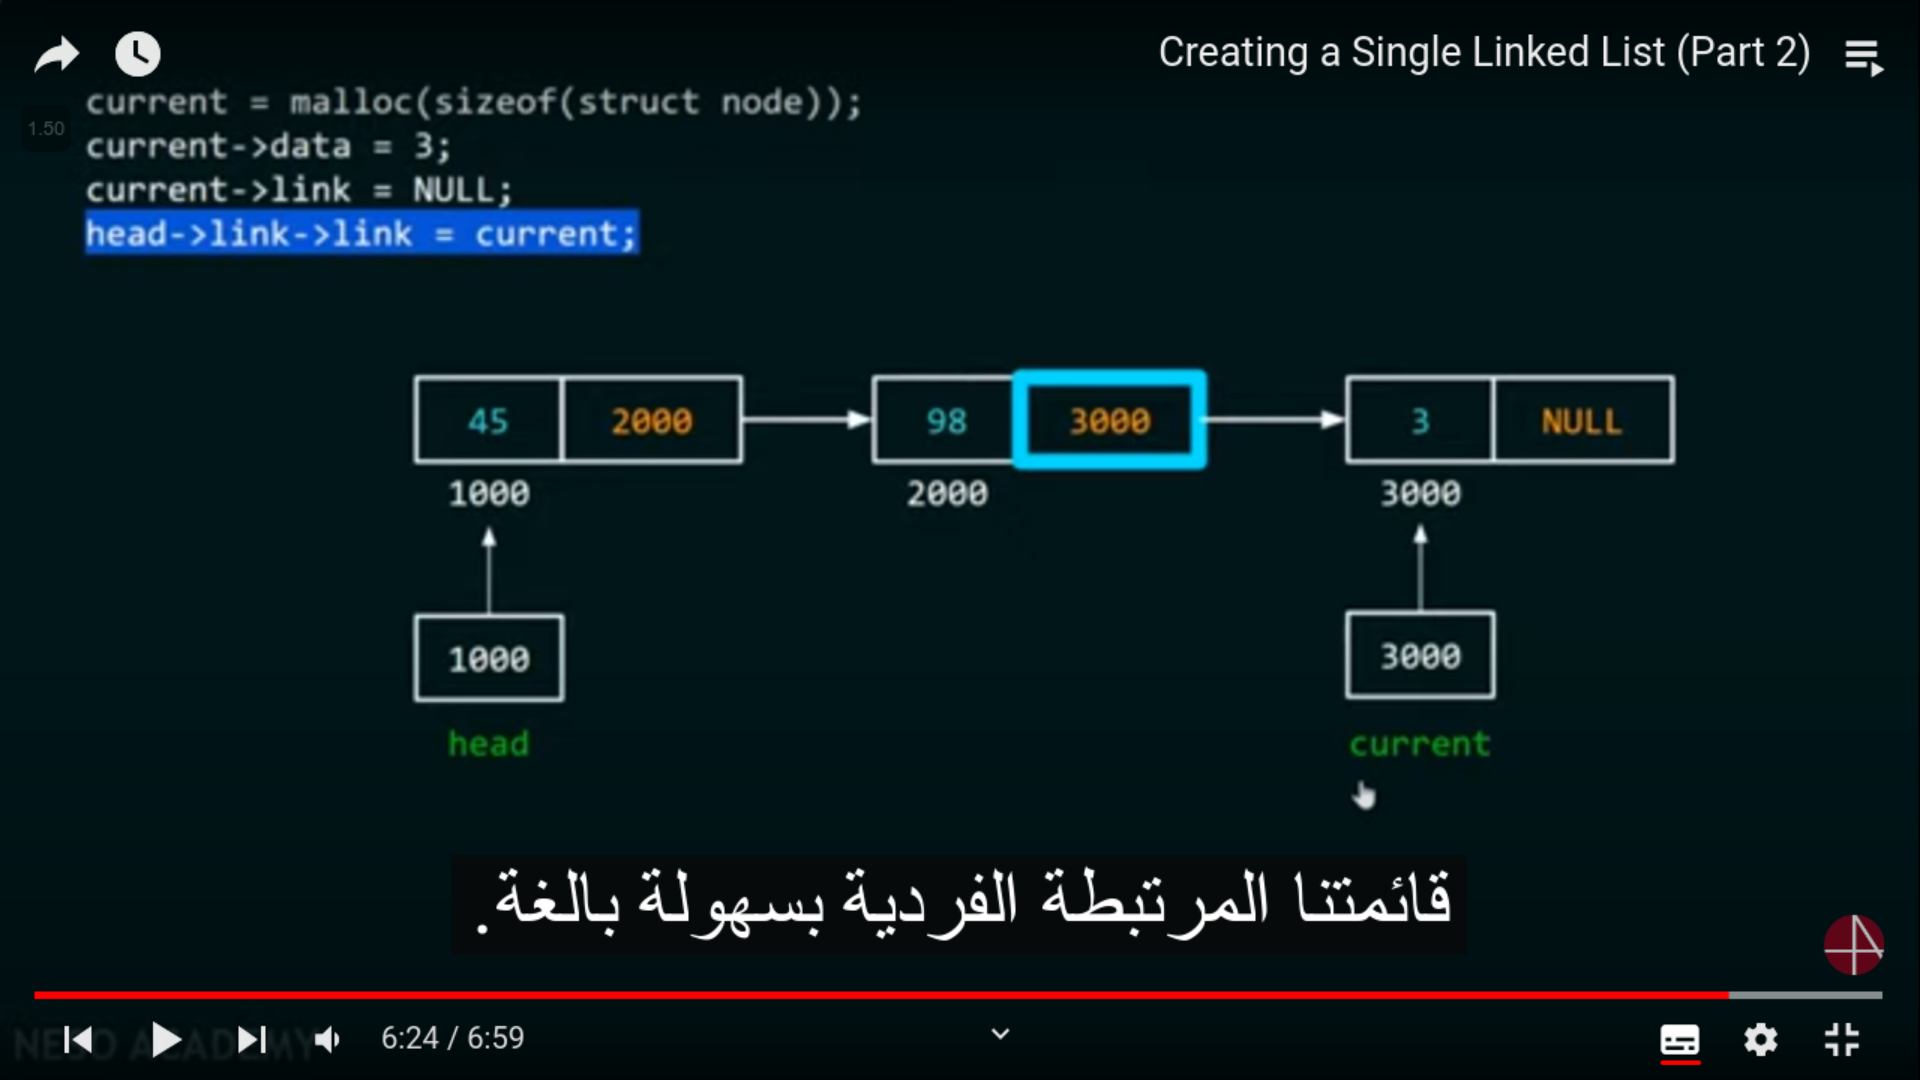 Creating a Single Linked List (Part 2)
current = malloc(sizeof(struct node));
1.50
current->data = 3;
current->link = NULL;
head->link->link = current;
45 2000 98 3000 3 NULL
1000 2000 3000
1000 3000
head current
قائمتنا المرتبطة الفردية بسهولة بالغة.
NESO ACADEMY
6:24 / 6:59